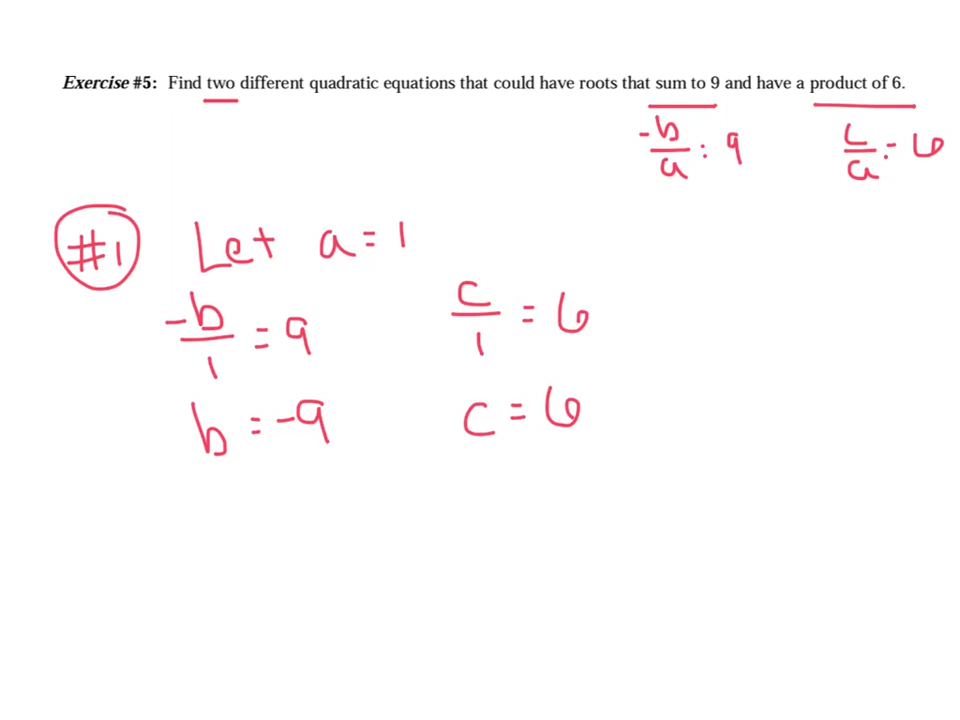 Exercise #5: Find two different quadratic equations that could have roots that sum to 9 and have a product of 6.
-b/a = 9 c/a = 6
#1 Let a = 1
-b/1 = 9 c/1 = 6
b = -9 c = 6